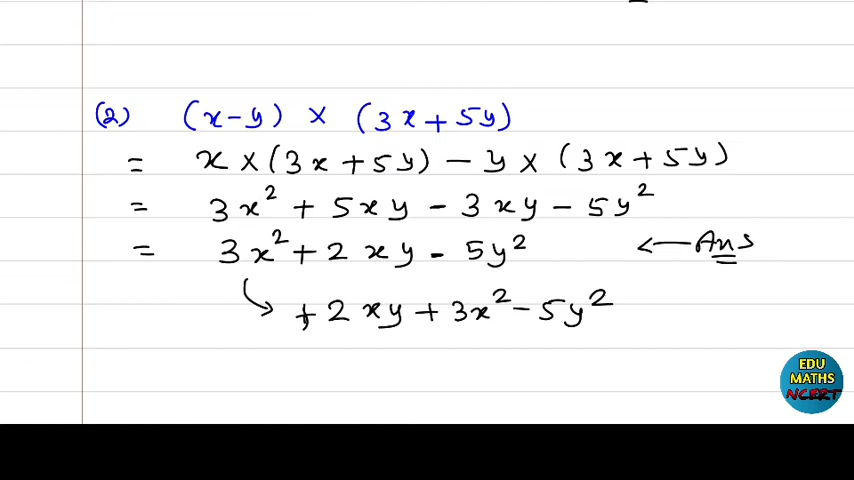 (2) (x-y) × (3x+5y)
= x × (3x+5y) - y × (3x+5y)
= 3x² + 5xy - 3xy - 5y²
= 3x² + 2xy - 5y² ← Ans
↳ +2xy + 3x² - 5y²
EDU
MATHS
NCERT